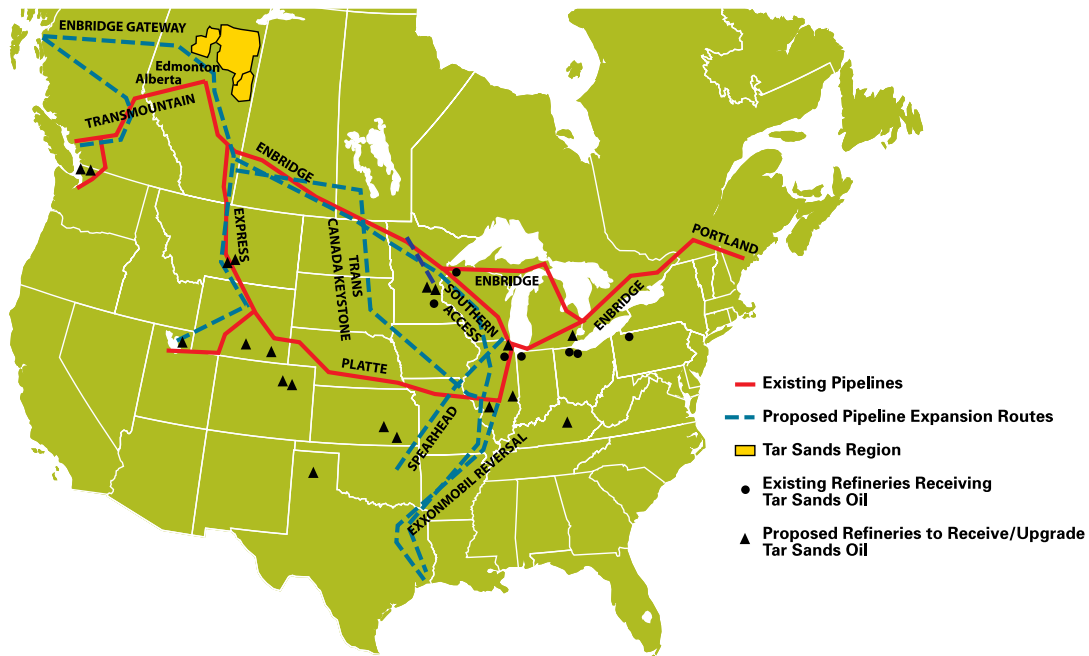 ENBRIDGE GATEWAY
Edmonton
Alberta
TRANSMOUNTAIN
ENBRIDGE
EXPRESS
TRANS
CANADA KEYSTONE
ENBRIDGE
SOUTHERN
ACCESS
ENBRIDGE
PORTLAND
PLATTE
SPEARHEAD
EXXONMOBIL REVERSAL
Existing Pipelines
Proposed Pipeline Expansion Routes
Tar Sands Region
Existing Refineries Receiving
Tar Sands Oil
Proposed Refineries to Receive/Upgrade
Tar Sands Oil